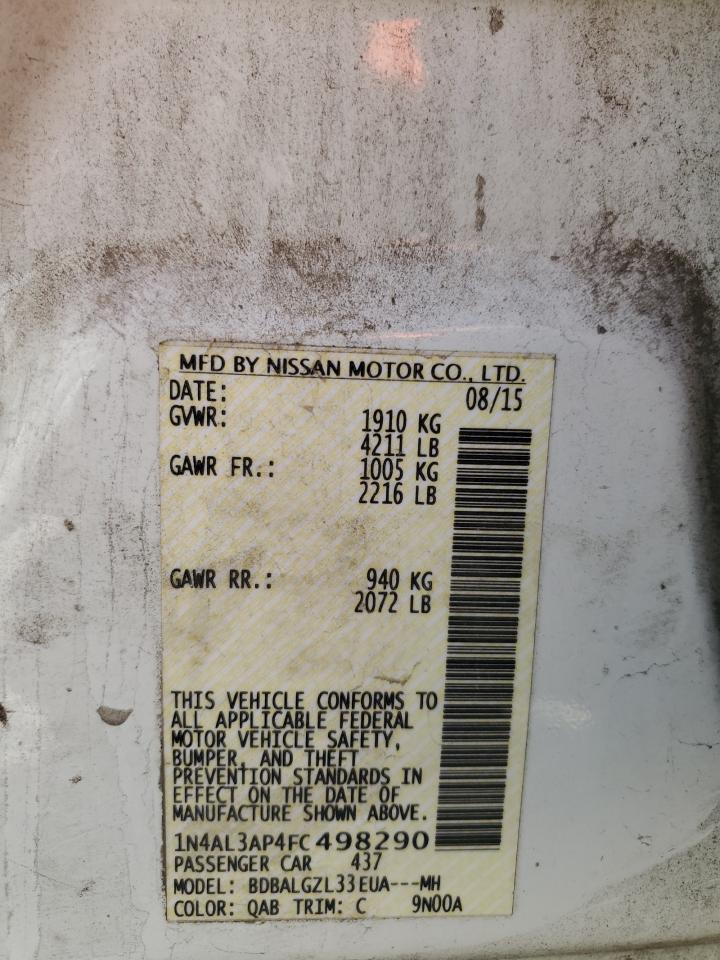 MFD BY NISSAN MOTOR CO., LTD.
DATE: 08/15
GVWR: 1910 KG
4211 LB
GAWR FR.: 1005 KG
2216 LB
GAWR RR.: 940 KG
2072 LB
THIS VEHICLE CONFORMS TO
ALL APPLICABLE FEDERAL
MOTOR VEHICLE SAFETY,
BUMPER, AND THEFT
PREVENTION STANDARDS IN
EFFECT ON THE DATE OF
MANUFACTURE SHOWN ABOVE.
1N4AL3AP4FC498290
PASSENGER CAR 437
MODEL: BDBALGZL33EUA---MH
COLOR: QAB TRIM: C 9N00A